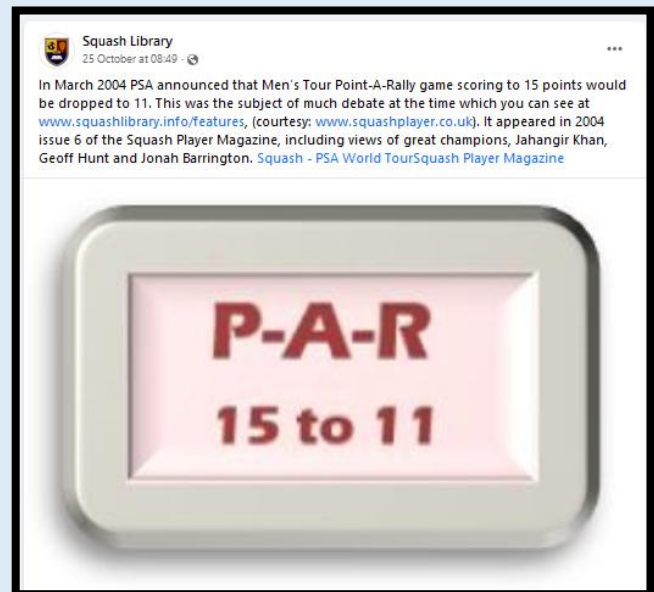 Squash Library
25 October at 08:49 ·
In March 2004 PSA announced that Men's Tour Point-A-Rally game scoring to 15 points would
be dropped to 11. This was the subject of much debate at the time which you can see at
www.squashlibrary.info/features, (courtesy: www.squashplayer.co.uk). It appeared in 2004
issue 6 of the Squash Player Magazine, including views of great champions, Jahangir Khan,
Geoff Hunt and Jonah Barrington. Squash - PSA World TourSquash Player Magazine
P-A-R
15 to 11